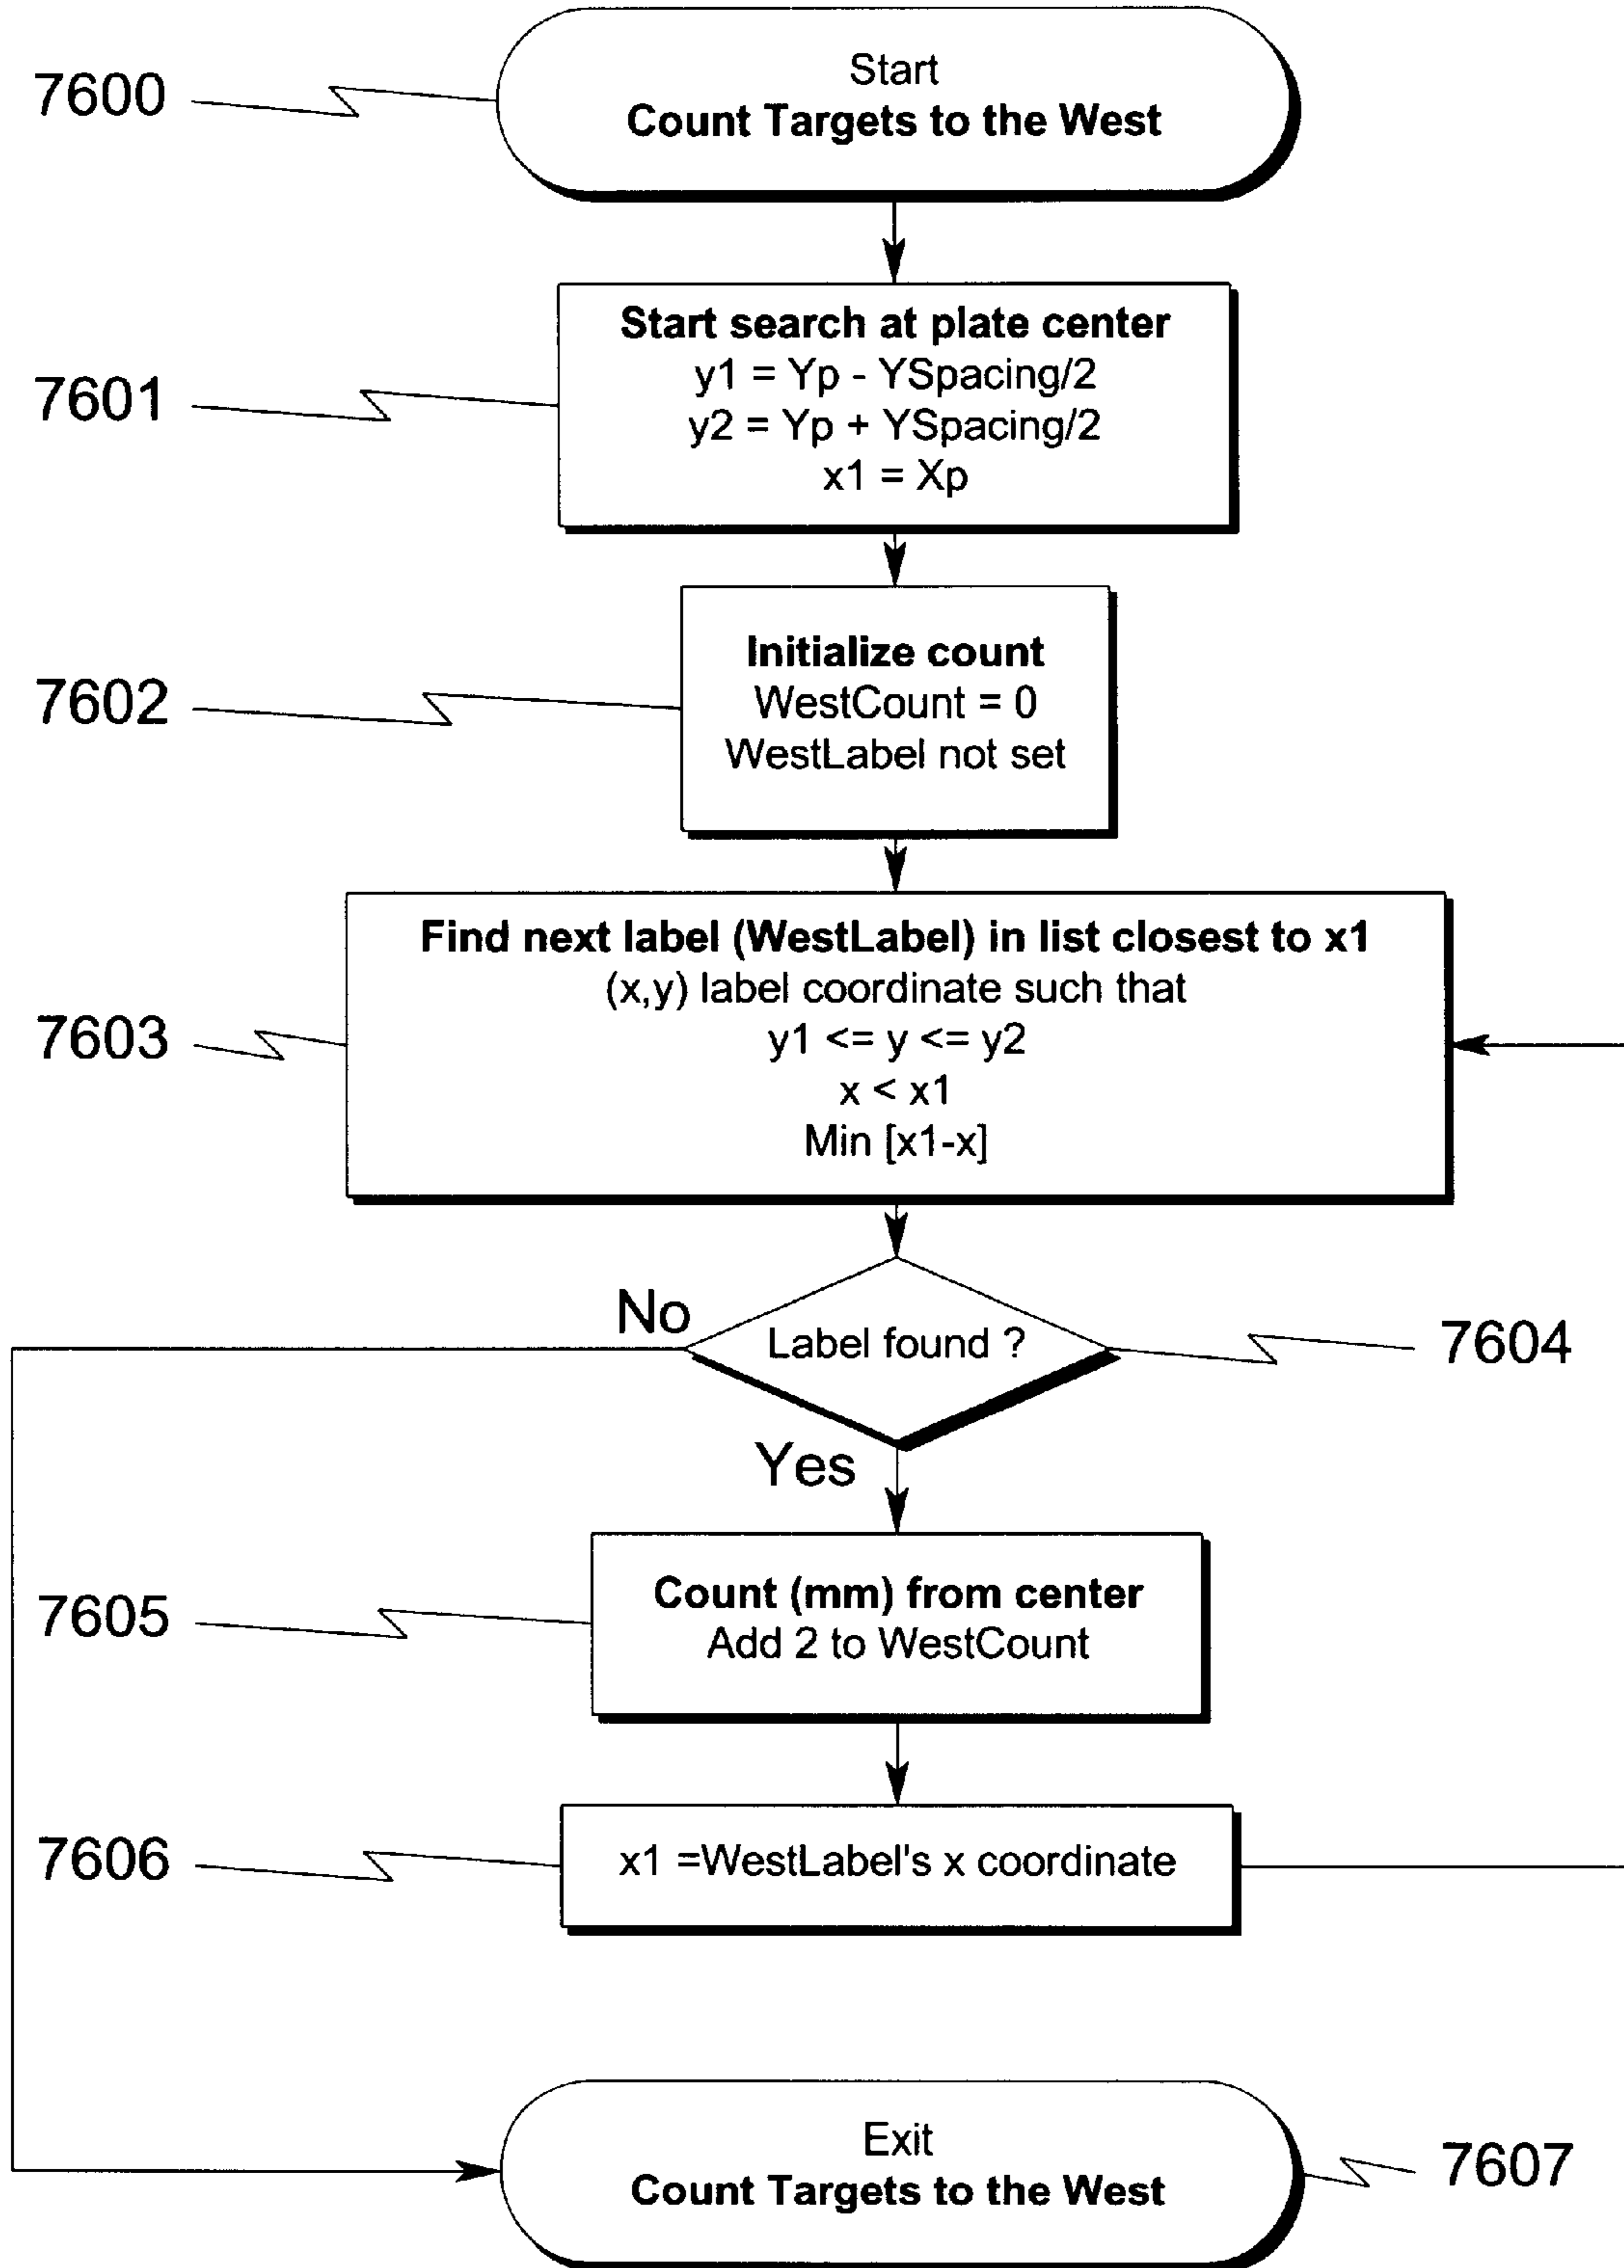 7600
Start
Count Targets to the West
7601
Start search at plate center
y1 = Yp - YSpacing/2
y2 = Yp + YSpacing/2
x1 = Xp
7602
Initialize count
WestCount = 0
WestLabel not set
7603
Find next label (WestLabel) in list closest to x1
(x,y) label coordinate such that
y1 <= y <= y2
x < x1
Min [x1-x]
No
Label found ?
7604
Yes
7605
Count (mm) from center
Add 2 to WestCount
7606
x1 =WestLabel's x coordinate
Exit
Count Targets to the West
7607